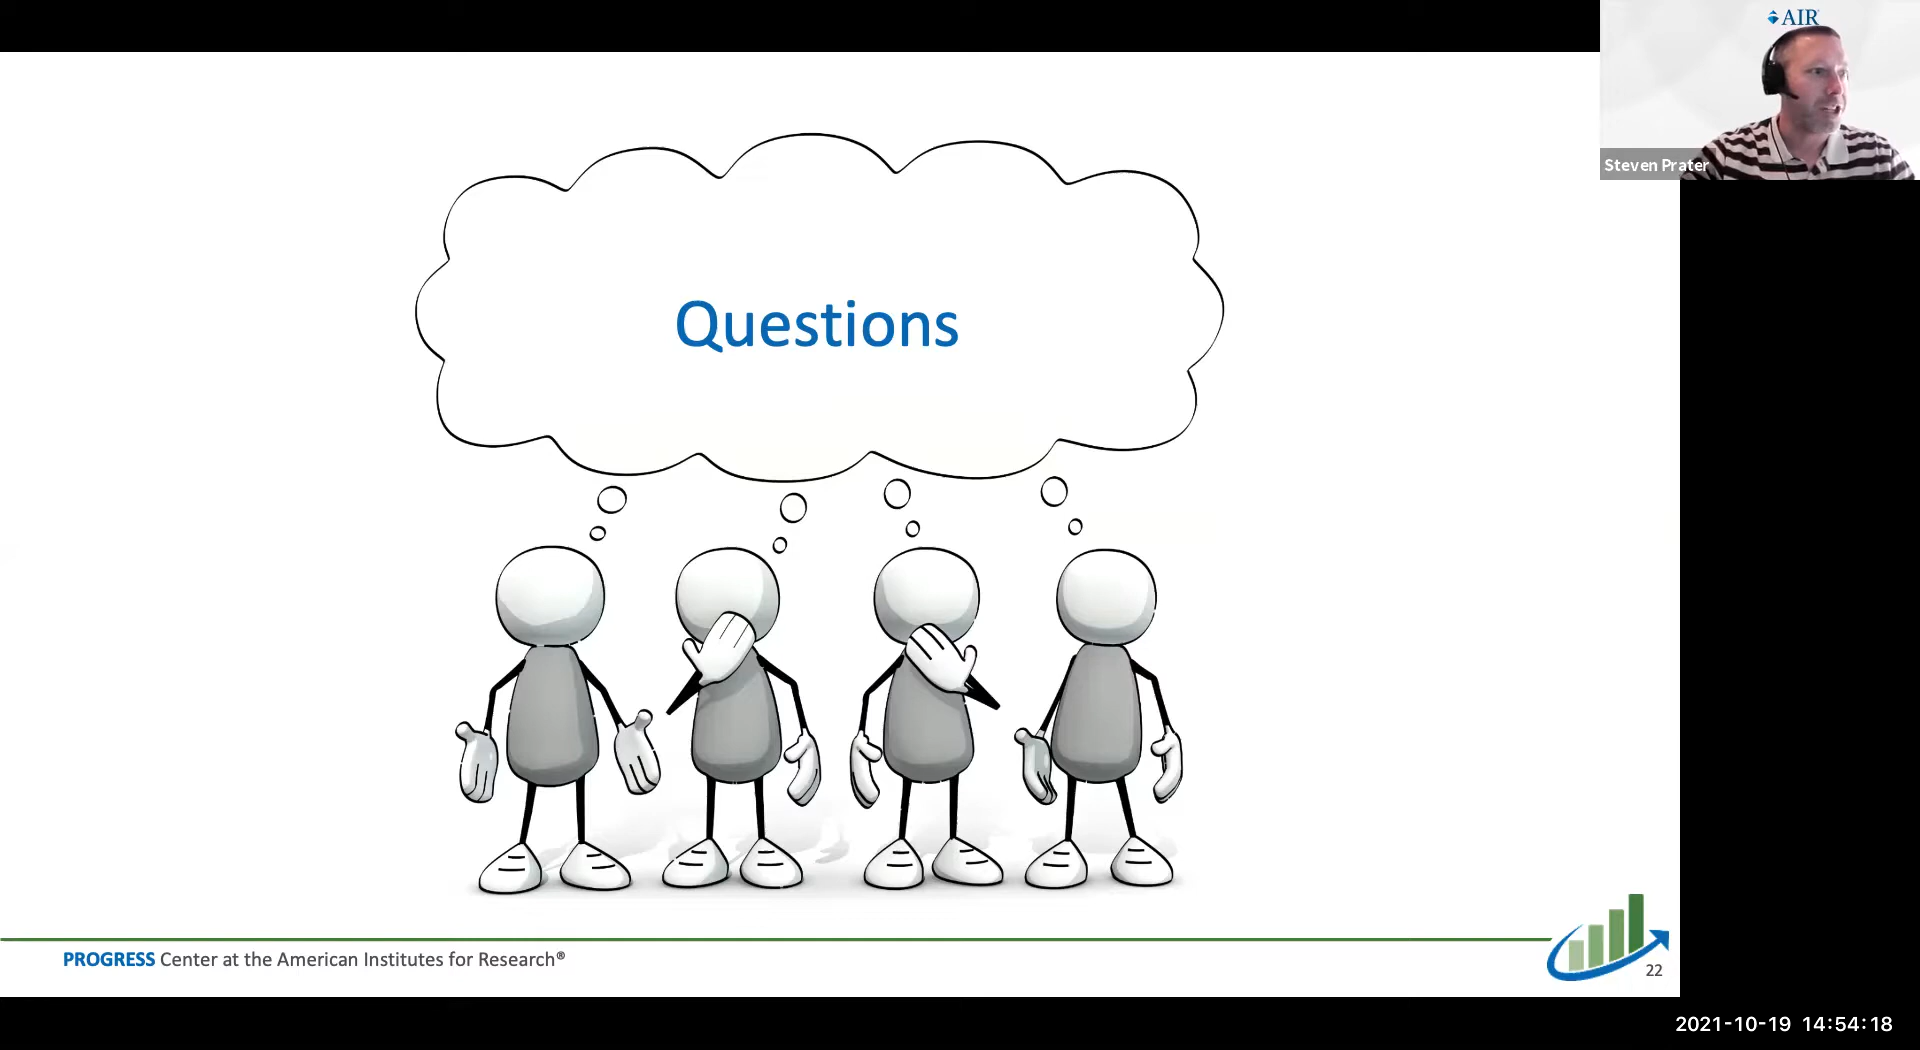 AIR
Steven Prater
Questions
PROGRESS Center at the American Institutes for Research®
22
2021-10-19 14:54:18